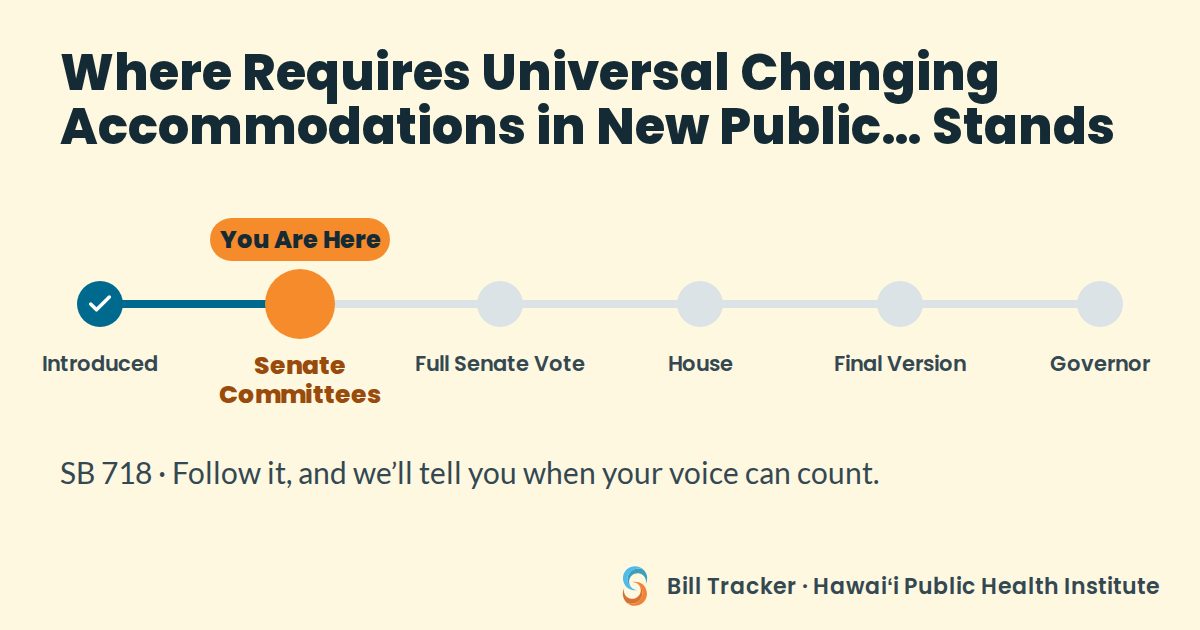 Where Requires Universal Changing
Accommodations in New Public... Stands
You Are Here
Introduced
Senate
Committees
Full Senate Vote
House
Final Version
Governor
SB 718 · Follow it, and we’ll tell you when your voice can count.
Bill Tracker · Hawaiʻi Public Health Institute